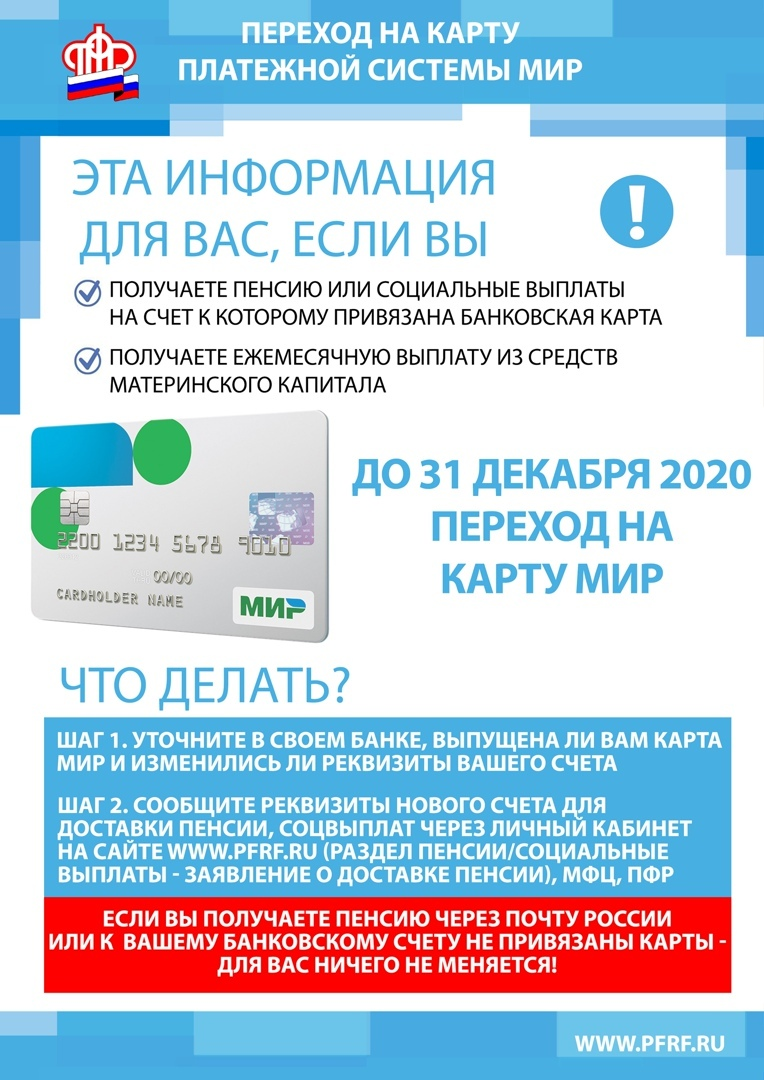 ПЕРЕХОД НА КАРТУ
ПЛАТЕЖНОЙ СИСТЕМЫ МИР
ЭТА ИНФОРМАЦИЯ
ДЛЯ ВАС, ЕСЛИ ВЫ
!
ПОЛУЧАЕТЕ ПЕНСИЮ ИЛИ СОЦИАЛЬНЫЕ ВЫПЛАТЫ
НА СЧЕТ К КОТОРОМУ ПРИВЯЗАНА БАНКОВСКАЯ КАРТА
ПОЛУЧАЕТЕ ЕЖЕМЕСЯЧНУЮ ВЫПЛАТУ ИЗ СРЕДСТВ
МАТЕРИНСКОГО КАПИТАЛА
2200 1234 5678 9010
00/00
CARDHOLDER NAME
МИР
ДО 31 ДЕКАБРЯ 2020
ПЕРЕХОД НА
КАРТУ МИР
ЧТО ДЕЛАТЬ?
ШАГ 1. УТОЧНИТЕ В СВОЕМ БАНКЕ, ВЫПУЩЕНА ЛИ ВАМ КАРТА
МИР И ИЗМЕНИЛИСЬ ЛИ РЕКВИЗИТЫ ВАШЕГО СЧЕТА
ШАГ 2. СООБЩИТЕ РЕКВИЗИТЫ НОВОГО СЧЕТА ДЛЯ
ДОСТАВКИ ПЕНСИИ, СОЦВЫПЛАТ ЧЕРЕЗ ЛИЧНЫЙ КАБИНЕТ
НА САЙТЕ WWW.PFRF.RU (РАЗДЕЛ ПЕНСИИ/СОЦИАЛЬНЫЕ
ВЫПЛАТЫ - ЗАЯВЛЕНИЕ О ДОСТАВКЕ ПЕНСИИ), МФЦ, ПФР
ЕСЛИ ВЫ ПОЛУЧАЕТЕ ПЕНСИЮ ЧЕРЕЗ ПОЧТУ РОССИИ
ИЛИ К ВАШЕМУ БАНКОВСКОМУ СЧЕТУ НЕ ПРИВЯЗАНЫ КАРТЫ -
ДЛЯ ВАС НИЧЕГО НЕ МЕНЯЕТСЯ!
WWW.PFRF.RU